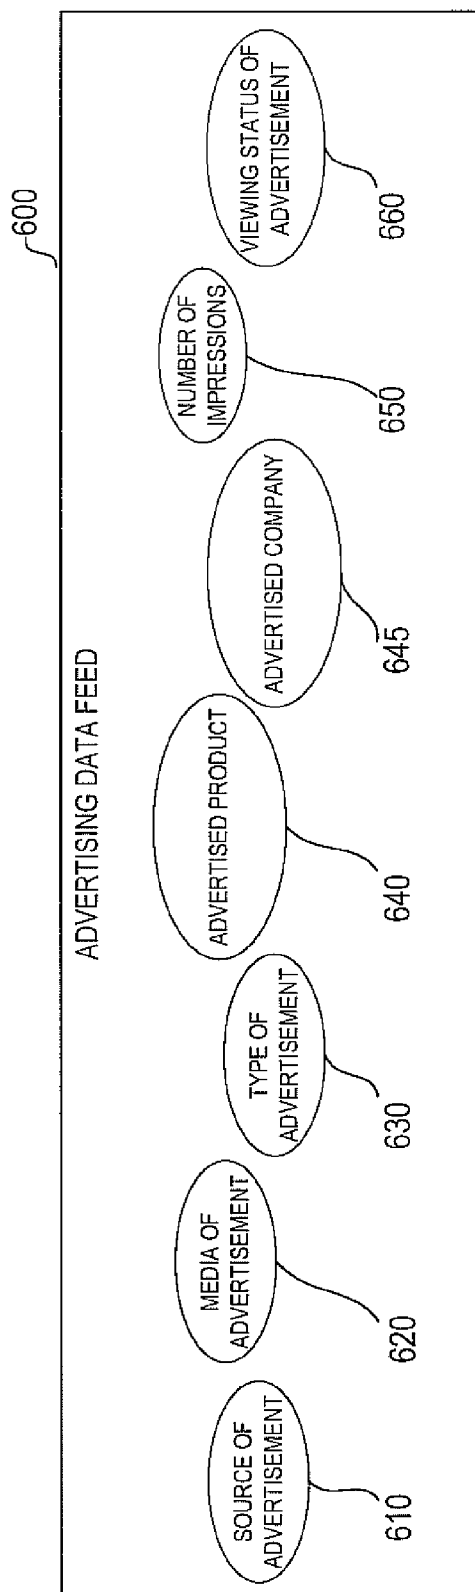 600
ADVERTISING DATA FEED
SOURCE OF
ADVERTISEMENT
610
MEDIA OF
ADVERTISEMENT
620
TYPE OF
ADVERTISEMENT
630
ADVERTISED PRODUCT
640
ADVERTISED COMPANY
645
NUMBER OF
IMPRESSIONS
650
VIEWING STATUS OF
ADVERTISEMENT
660